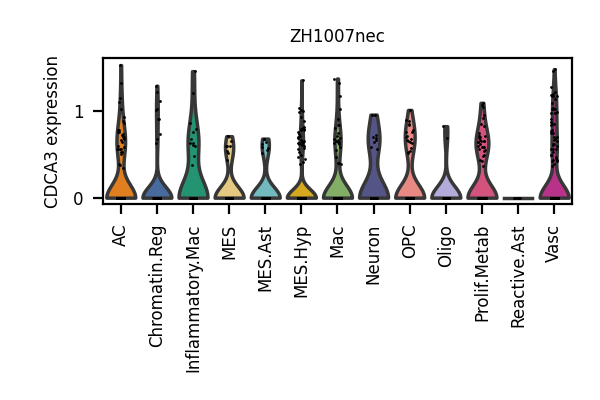 ZH1007nec
CDCA3 expression
1
0
AC
Chromatin.Reg
Inflammatory.Mac
MES
MES.Ast
MES.Hyp
Mac
Neuron
OPC
Oligo
Prolif.Metab
Reactive.Ast
Vasc